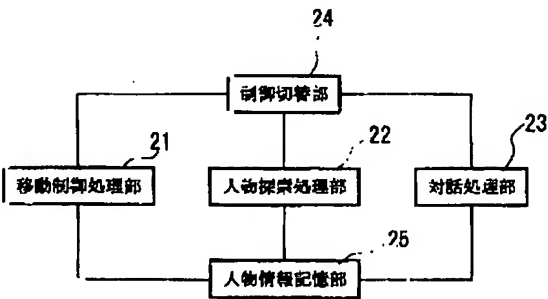 24
制御切替部
21
22
23
移動制御処理部
人物探索処理部
対話処理部
25
人物情報記憶部